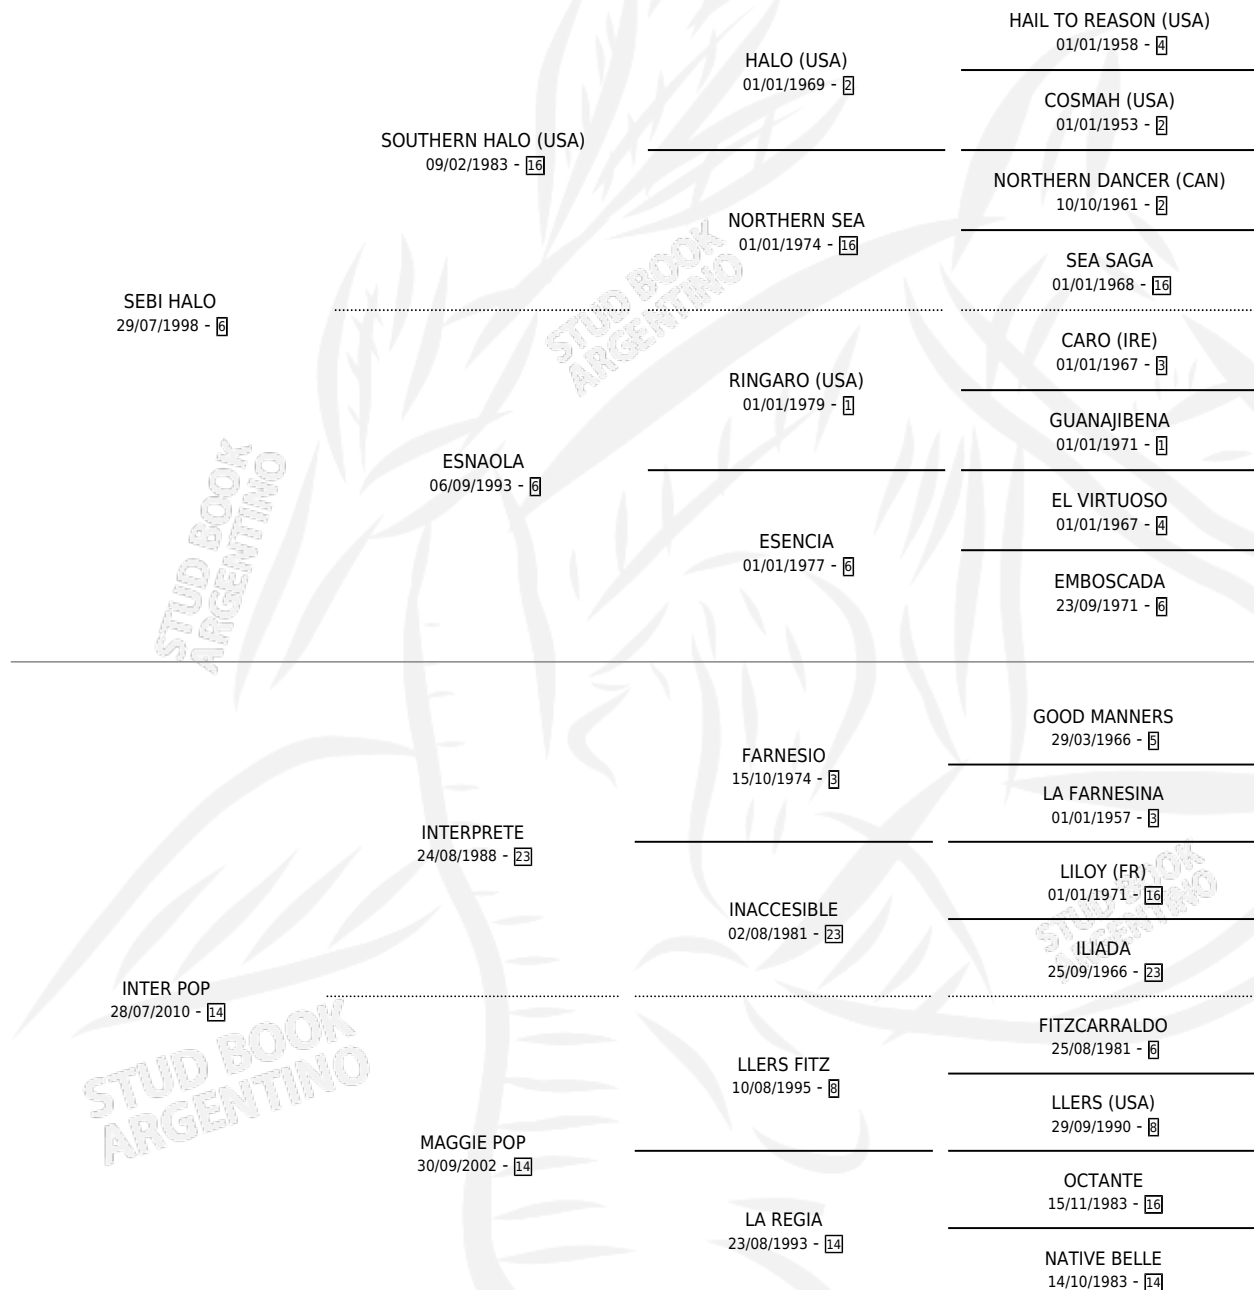 HAIL TO REASON (USA)
01/01/1958 - 4
HALO (USA)
01/01/1969 - 2
COSMAH (USA)
01/01/1953 - 2
SOUTHERN HALO (USA)
09/02/1983 - 16
NORTHERN DANCER (CAN)
10/10/1961 - 2
NORTHERN SEA
01/01/1974 - 16
SEA SAGA
01/01/1968 - 16
SEBI HALO
29/07/1998 - 6
CARO (IRE)
01/01/1967 - 3
RINGARO (USA)
01/01/1979 - 1
GUANAJIBENA
01/01/1971 - 1
ESNAOLA
06/09/1993 - 6
EL VIRTUOSO
01/01/1967 - 4
ESENCIA
01/01/1977 - 6
EMBOSCADA
23/09/1971 - 6
GOOD MANNERS
29/03/1966 - 5
FARNESIO
15/10/1974 - 3
LA FARNESINA
01/01/1957 - 3
INTERPRETE
24/08/1988 - 23
LILOY (FR)
01/01/1971 - 16
INACCESIBLE
02/08/1981 - 23
ILIADA
25/09/1966 - 23
INTER POP
28/07/2010 - 14
FITZCARRALDO
25/08/1981 - 6
LLERS FITZ
10/08/1995 - 8
LLERS (USA)
29/09/1990 - 8
MAGGIE POP
30/09/2002 - 14
OCTANTE
15/11/1983 - 16
LA REGIA
23/08/1993 - 14
NATIVE BELLE
14/10/1983 - 14
STUD BOOK
ARGENTINO
STUD BOOK
ARGENTINO
STUD BOOK
ARGENTINO
STUD BOOK
ARGENTINO